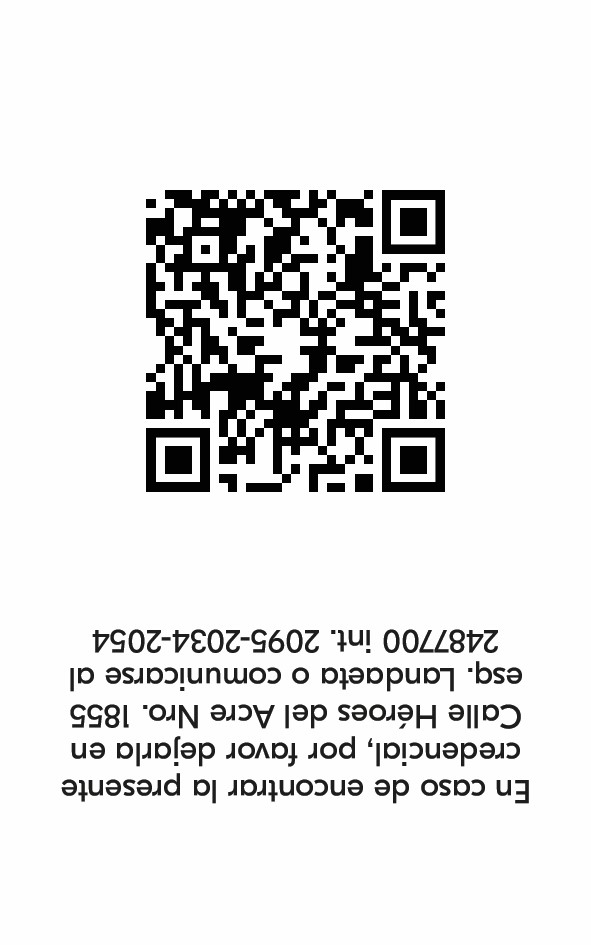 En caso de encontrar la presente
credencial, por favor dejarla en
Calle Héroes del Acre Nro. 1855
esq. Landaeta o comunicarse al
2487700 int. 2095-2034-2054